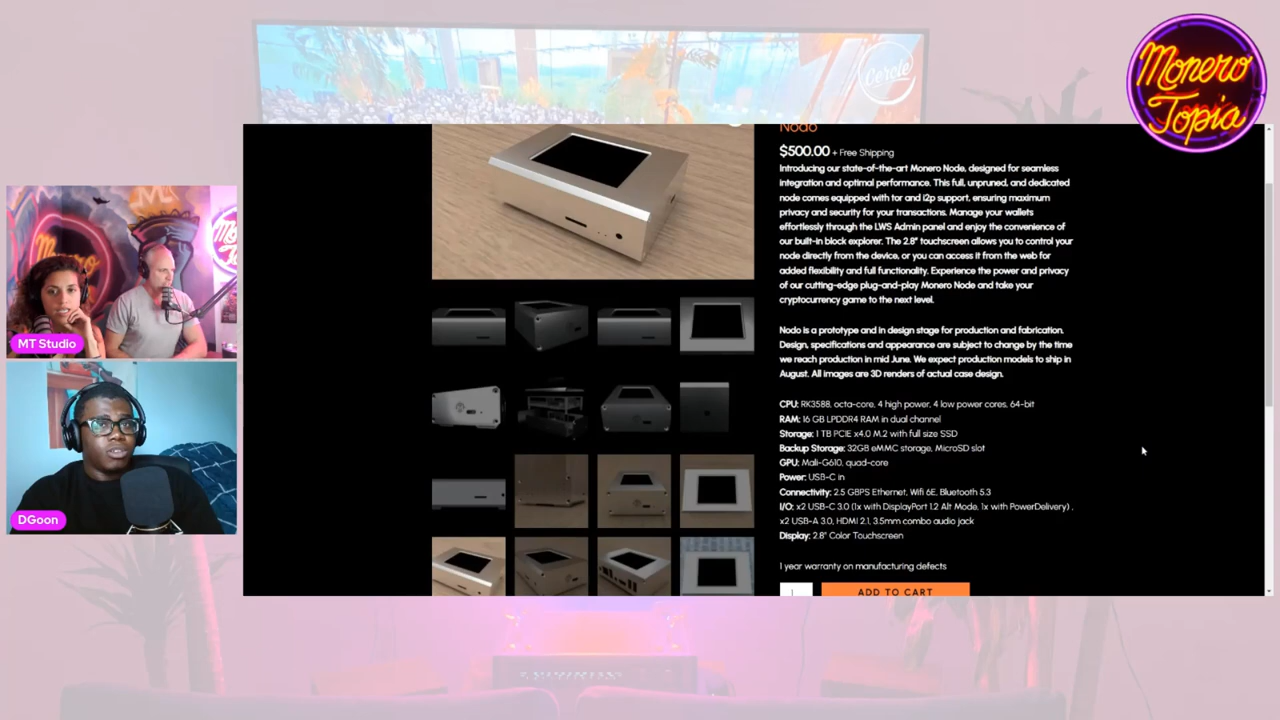 Monero
Topia
Cercle
MT Studio
DGoon
Nodo
$500.00 + Free Shipping
Introducing our state-of-the-art Monero Node, designed for seamless
integration and optimal performance. This full, unpruned, and dedicated
node comes equipped with tor and i2p support, ensuring maximum
privacy and security for your transactions. Manage your wallets
effortlessly through the LWS Admin panel and enjoy the convenience of
our built-in block explorer. The 2.8" touchscreen allows you to control your
node directly from the device, or you can access it from the web for
added flexibility and full functionality. Experience the power and privacy
of our cutting-edge plug-and-play Monero Node and take your
cryptocurrency game to the next level.
Nodo is a prototype and in design stage for production and fabrication.
Design, specifications and appearance are subject to change by the time
we reach production in mid June. We expect production models to ship in
August. All images are 3D renders of actual case design.
CPU: RK3588, octa-core, 4 high power, 4 low power cores, 64-bit
RAM: 16 GB LPDDR4 RAM in dual channel
Storage: 1 TB PCIE x4.0 M.2 with full size SSD
Backup Storage: 32GB eMMC storage, MicroSD slot
GPU: Mali-G610, quad-core
Power: USB-C in
Connectivity: 2.5 GBPS Ethernet, Wifi 6E, Bluetooth 5.3
I/O: x2 USB-C 3.0 (1x with DisplayPort 1.2 Alt Mode, 1x with PowerDelivery) ,
x2 USB-A 3.0, HDMI 2.1, 3.5mm combo audio jack
Display: 2.8" Color Touchscreen
1 year warranty on manufacturing defects
ADD TO CART